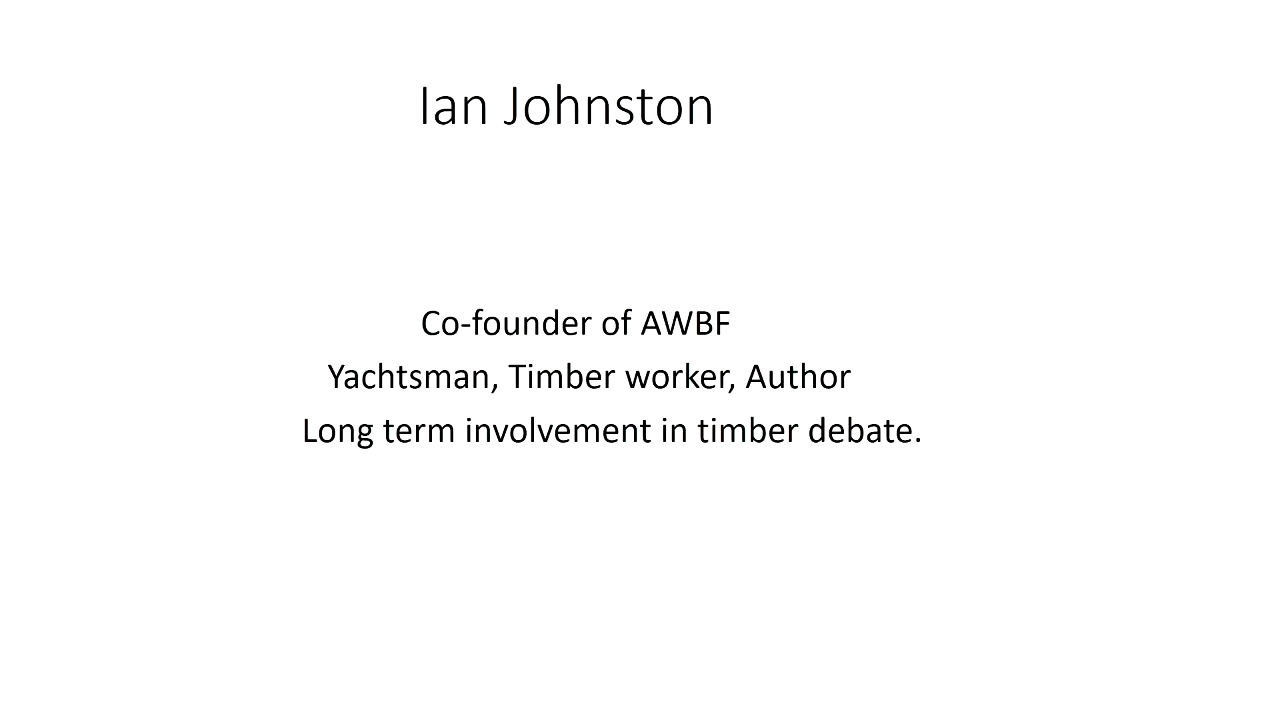 Ian Johnston
Co-founder of AWBF
Yachtsman, Timber worker, Author
Long term involvement in timber debate.